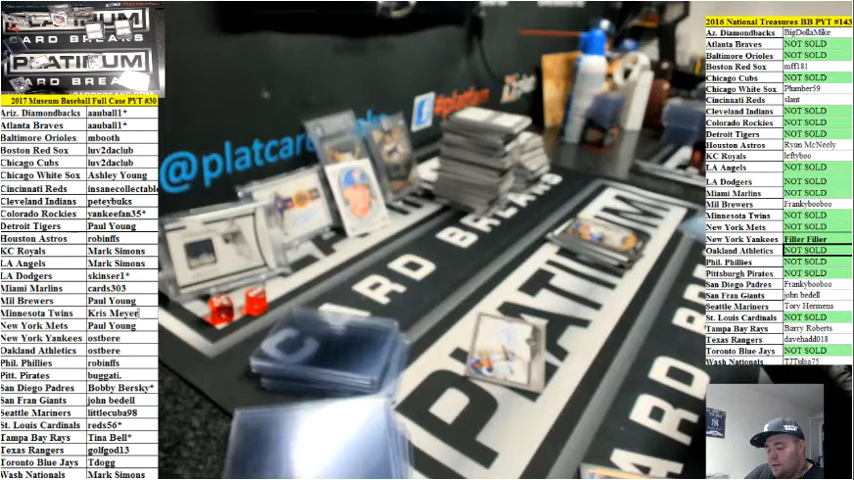 PLATINUM
CARD BREAKS
PLATINUM
CARD BREAKS
2017 Museum Baseball Full Case PYT #30
Ariz. Diamondbacks aauball1*
Atlanta Braves aauball1*
Baltimore Orioles mbooth
Boston Red Sox luv2daclub
Chicago Cubs luv2daclub
Chicago White Sox Ashley Young
Cincinnati Reds insanecollectable
Cleveland Indians peteybuks
Colorado Rockies yankeefan35*
Detroit Tigers Paul Young
Houston Astros robinffs
KC Royals Mark Simons
LA Angels Mark Simons
LA Dodgers skinser1*
Miami Marlins cards303
Mil Brewers Paul Young
Minnesota Twins Kris Meyer
New York Mets Paul Young
New York Yankees ostbere
Oakland Athletics ostbere
Phil. Phillies robinffs
Pitt. Pirates buggati.
San Diego Padres Bobby Bersky*
San Fran Giants john bedell
Seattle Mariners littlecuba98
St. Louis Cardinals reds56*
Tampa Bay Rays Tina Bell*
Texas Rangers golfgod13
Toronto Blue Jays Tdogg
Wash Nationals Mark Simons
@platcardbreaks
#platinum
CARD BREAKS
PLATINUM
CARD BREAKS
2016 National Treasures BB PYT #143
Az. Diamondbacks BigDollaMike
Atlanta Braves NOT SOLD
Baltimore Orioles NOT SOLD
Boston Red Sox mff181
Chicago Cubs NOT SOLD
Chicago White Sox Plumber59
Cincinnati Reds slant
Cleveland Indians NOT SOLD
Colorado Rockies NOT SOLD
Detroit Tigers NOT SOLD
Houston Astros Ryan McNeely
KC Royals leftyboo
LA Angels NOT SOLD
LA Dodgers NOT SOLD
Miami Marlins NOT SOLD
Mil Brewers Frankybooboo
Minnesota Twins NOT SOLD
New York Mets NOT SOLD
New York Yankees Filler Filler
Oakland Athletics NOT SOLD
Phil. Phillies NOT SOLD
Pittsburgh Pirates NOT SOLD
San Diego Padres Frankybooboo
San Fran Giants john bedell
Seattle Mariners Tory Hermens
St. Louis Cardinals NOT SOLD
Tampa Bay Rays Barry Roberts
Texas Rangers davehadd018
Toronto Blue Jays NOT SOLD
Wash Nationals TJTulsa75